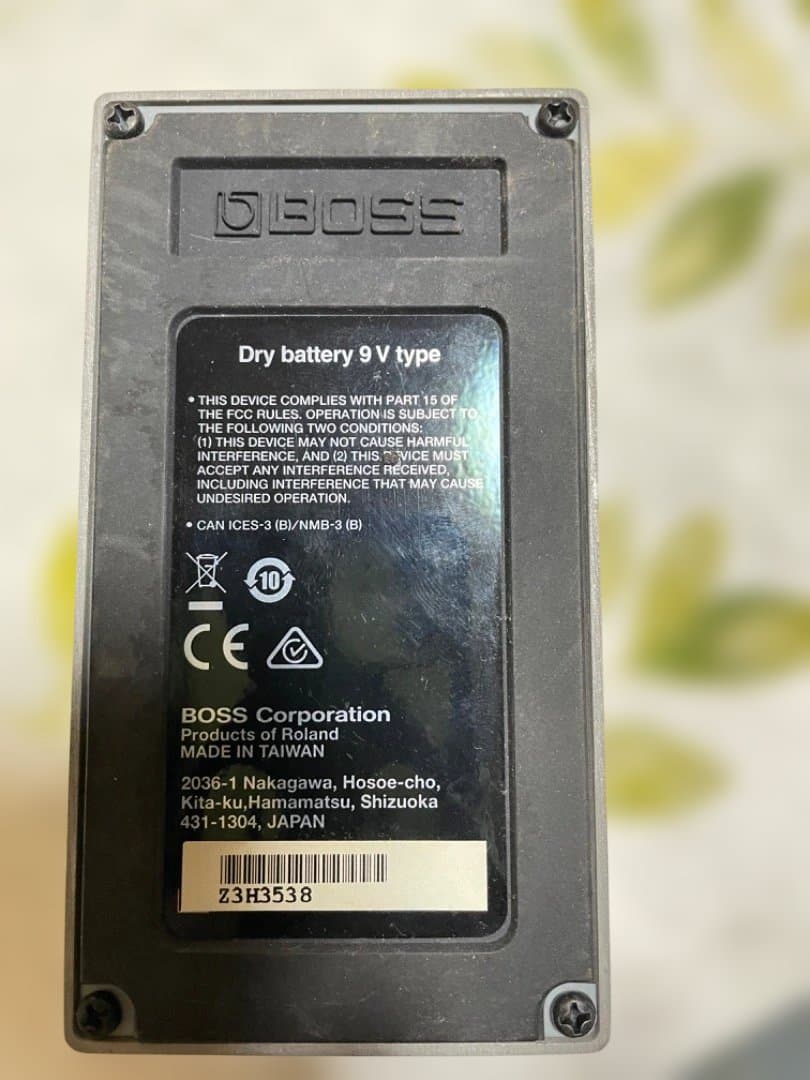 BOSS
Dry battery 9 V type
• THIS DEVICE COMPLIES WITH PART 15 OF
THE FCC RULES. OPERATION IS SUBJECT TO
THE FOLLOWING TWO CONDITIONS:
(1) THIS DEVICE MAY NOT CAUSE HARMFUL
INTERFERENCE, AND (2) THIS DEVICE MUST
ACCEPT ANY INTERFERENCE RECEIVED,
INCLUDING INTERFERENCE THAT MAY CAUSE
UNDESIRED OPERATION.
• CAN ICES-3 (B)/NMB-3 (B)
10
CE
BOSS Corporation
Products of Roland
MADE IN TAIWAN
2036-1 Nakagawa, Hosoe-cho,
Kita-ku,Hamamatsu, Shizuoka
431-1304, JAPAN
Z3H3538